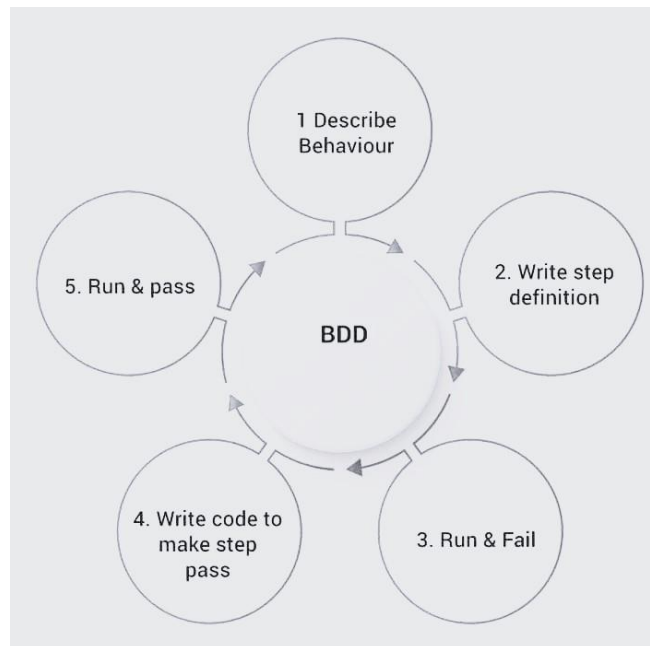 1 Describe
Behaviour
2. Write step
definition
3. Run & Fail
4. Write code to
make step
pass
5. Run & pass
BDD